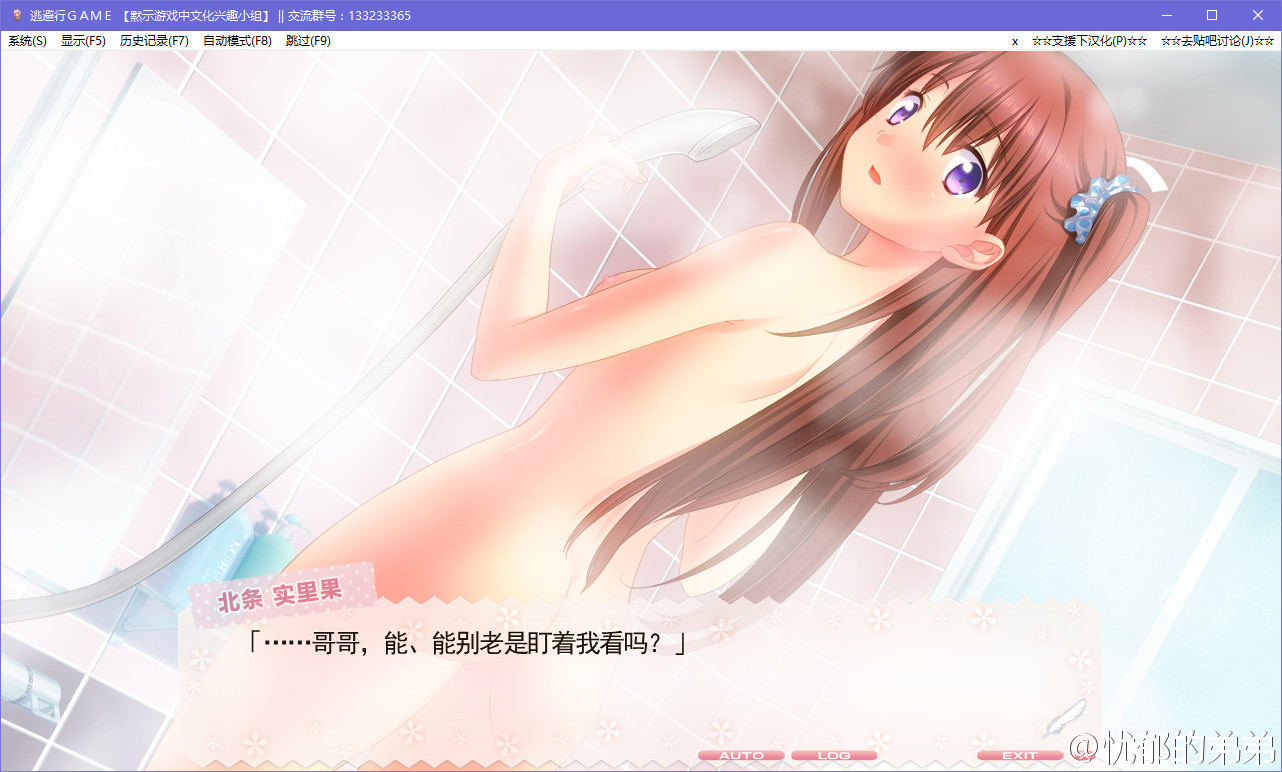 逃避行GAME 【黙示游戏中文化兴趣小组】 || 交流群号：133233365
系统(S) 显示(F5) 历史记录(F7) 自动模式(F8) 跳过(F9) x ☆☆支援下汉化(P)☆☆ ☆☆去贴吧讨论(J)☆☆
北条 实里果
「……哥哥，能、能别老是盯着我看吗？」
AUTO LOG EXIT
@忧郁的弟弟